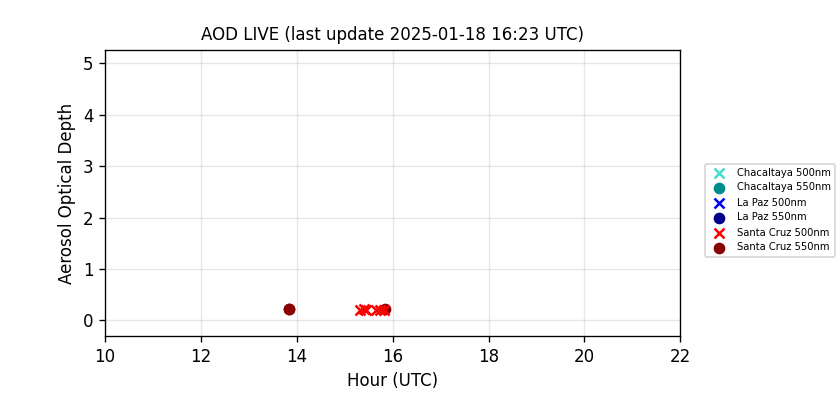 AOD LIVE (last update 2025-01-18 16:23 UTC)
Aerosol Optical Depth
5
4
3
2
1
0
10 12 14 16 18 20 22
Hour (UTC)
Chacaltaya 500nm
Chacaltaya 550nm
La Paz 500nm
La Paz 550nm
Santa Cruz 500nm
Santa Cruz 550nm